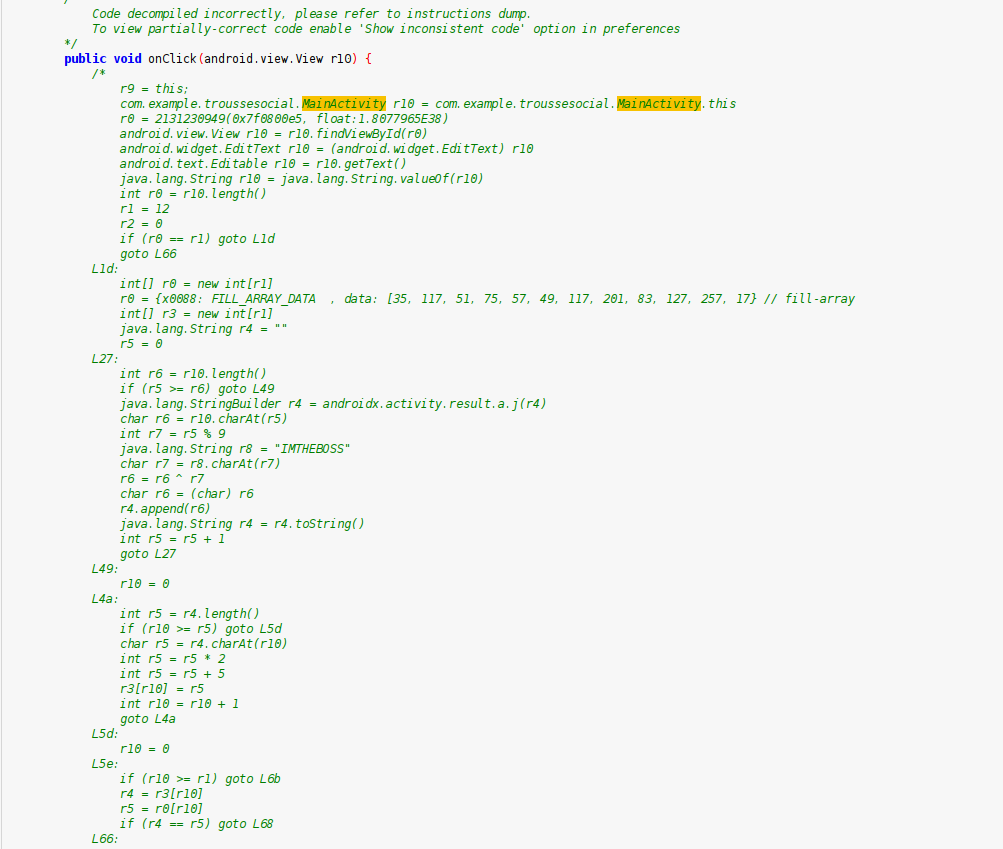 /
Code decompiled incorrectly, please refer to instructions dump.
To view partially-correct code enable 'Show inconsistent code' option in preferences
*/
public void onClick(android.view.View r10) {
/*
r9 = this;
com.example.troussesocial.MainActivity r10 = com.example.troussesocial.MainActivity.this
r0 = 2131230949(0x7f0800e5, float:1.8077965E38)
android.view.View r10 = r10.findViewById(r0)
android.widget.EditText r10 = (android.widget.EditText) r10
android.text.Editable r10 = r10.getText()
java.lang.String r10 = java.lang.String.valueOf(r10)
int r0 = r10.length()
r1 = 12
r2 = 0
if (r0 == r1) goto L1d
goto L66
L1d:
int[] r0 = new int[r1]
r0 = {x0088: FILL_ARRAY_DATA  , data: [35, 117, 51, 75, 57, 49, 117, 201, 83, 127, 257, 17} // fill-array
int[] r3 = new int[r1]
java.lang.String r4 = ""
r5 = 0
L27:
int r6 = r10.length()
if (r5 >= r6) goto L49
java.lang.StringBuilder r4 = androidx.activity.result.a.j(r4)
char r6 = r10.charAt(r5)
int r7 = r5 % 9
java.lang.String r8 = "IMTHEBOSS"
char r7 = r8.charAt(r7)
r6 = r6 ^ r7
char r6 = (char) r6
r4.append(r6)
java.lang.String r4 = r4.toString()
int r5 = r5 + 1
goto L27
L49:
r10 = 0
L4a:
int r5 = r4.length()
if (r10 >= r5) goto L5d
char r5 = r4.charAt(r10)
int r5 = r5 * 2
int r5 = r5 + 5
r3[r10] = r5
int r10 = r10 + 1
goto L4a
L5d:
r10 = 0
L5e:
if (r10 >= r1) goto L6b
r4 = r3[r10]
r5 = r0[r10]
if (r4 == r5) goto L68
L66: